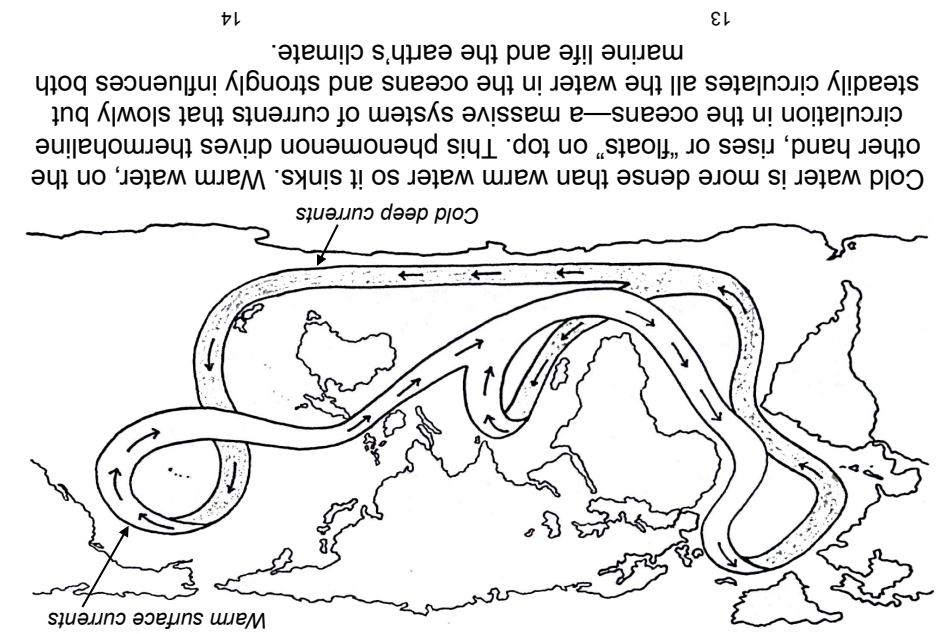 Warm surface currents
Cold deep currents
Cold water is more dense than warm water so it sinks. Warm water, on the
other hand, rises or “floats” on top. This phenomenon drives thermohaline
circulation in the oceans—a massive system of currents that slowly but
steadily circulates all the water in the oceans and strongly influences both
marine life and the earth's climate.
13
14